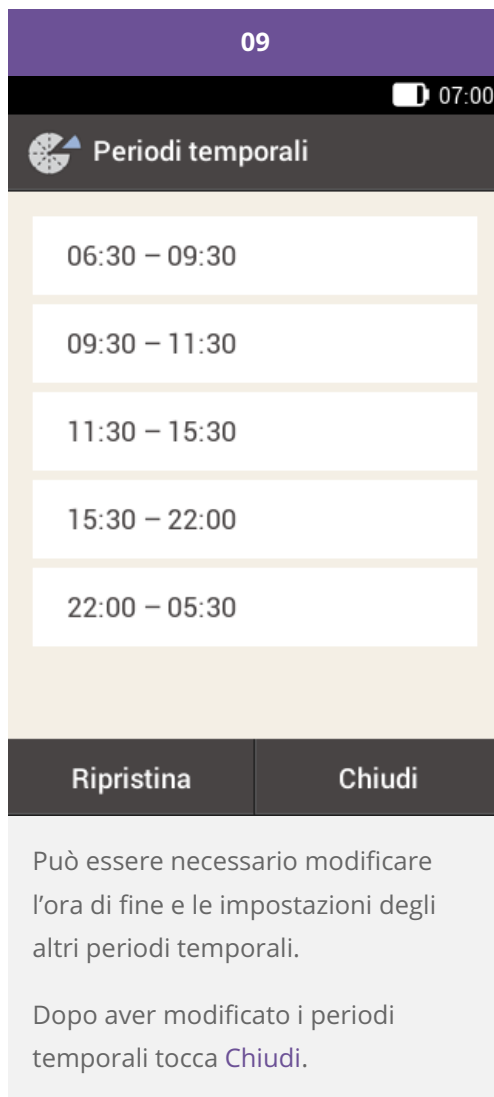 09
07:00
Periodi temporali
06:30 – 09:30
09:30 – 11:30
11:30 – 15:30
15:30 – 22:00
22:00 – 05:30
Ripristina
Chiudi
Può essere necessario modificare
l’ora di fine e le impostazioni degli
altri periodi temporali.
Dopo aver modificato i periodi
temporali tocca Chiudi.